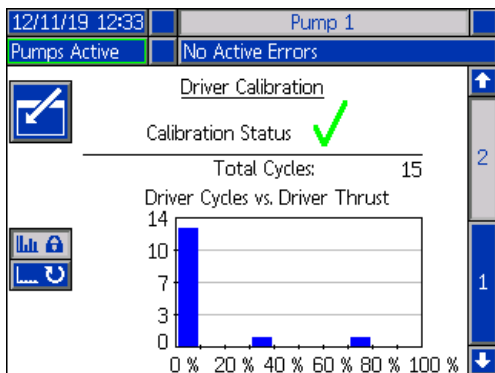 12/11/19 12:33 Pump 1
Pumps Active No Active Errors
Driver Calibration
Calibration Status
2
Total Cycles: 15
Driver Cycles vs. Driver Thrust
14
10
7
1
3
0
0 % 20 % 40 % 60 % 80 % 100 %